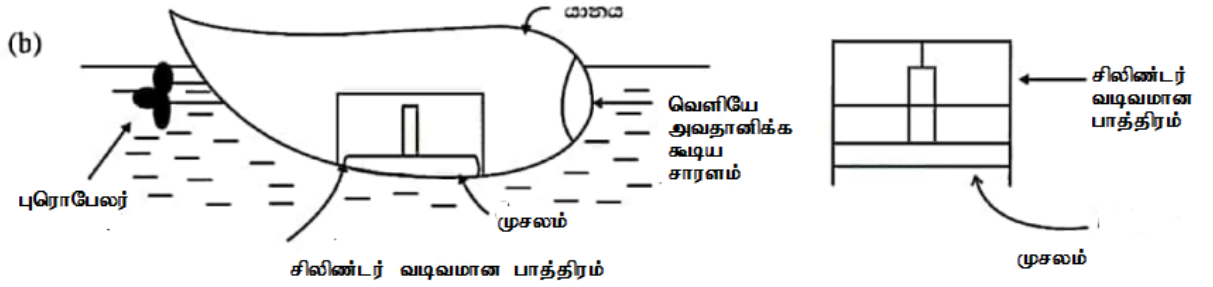 (b)
யானய
வெளியே
அவதானிக்க
கூடிய
சாரளம்
சிலிண்டர்
வடிவமான
பாத்திரம்
புரொபேலர்
முசலம்
சிலிண்டர் வடிவமான பாத்திரம்
முசலம்